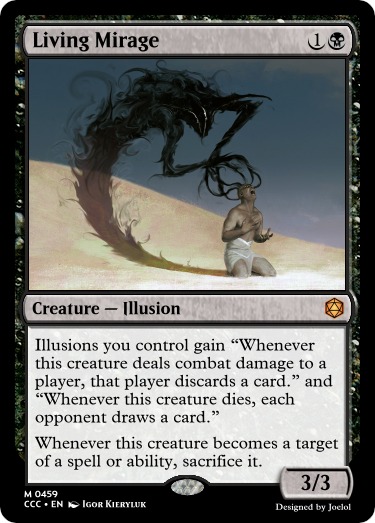 Living Mirage 1
Creature — Illusion
Illusions you control gain “Whenever
this creature deals combat damage to a
player, that player discards a card.” and
“Whenever this creature dies, each
opponent draws a card.”
Whenever this creature becomes a target
of a spell or ability, sacrifice it.
3/3
M 0459
CCC • EN Igor Kieryluk
Designed by Joelol